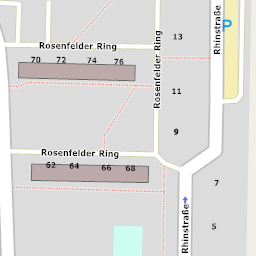 Rosenfelder Ring
70 72 74 76
Rosenfelder Ring
13
11
9
Rhinstraße
P
Rosenfelder Ring
62 64 66 68
Rhinstraße
7
5